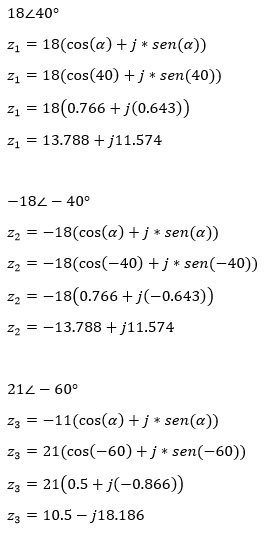 18∠40°
z₁ = 18(cos(α) + j * sen(α))
z₁ = 18(cos(40) + j * sen(40))
z₁ = 18(0.766 + j(0.643))
z₁ = 13.788 + j11.574
−18∠ − 40°
z₂ = −18(cos(α) + j * sen(α))
z₂ = −18(cos(−40) + j * sen(−40))
z₂ = −18(0.766 + j(−0.643))
z₂ = −13.788 + j11.574
21∠ − 60°
z₃ = −11(cos(α) + j * sen(α))
z₃ = 21(cos(−60) + j * sen(−60))
z₃ = 21(0.5 + j(−0.866))
z₃ = 10.5 − j18.186